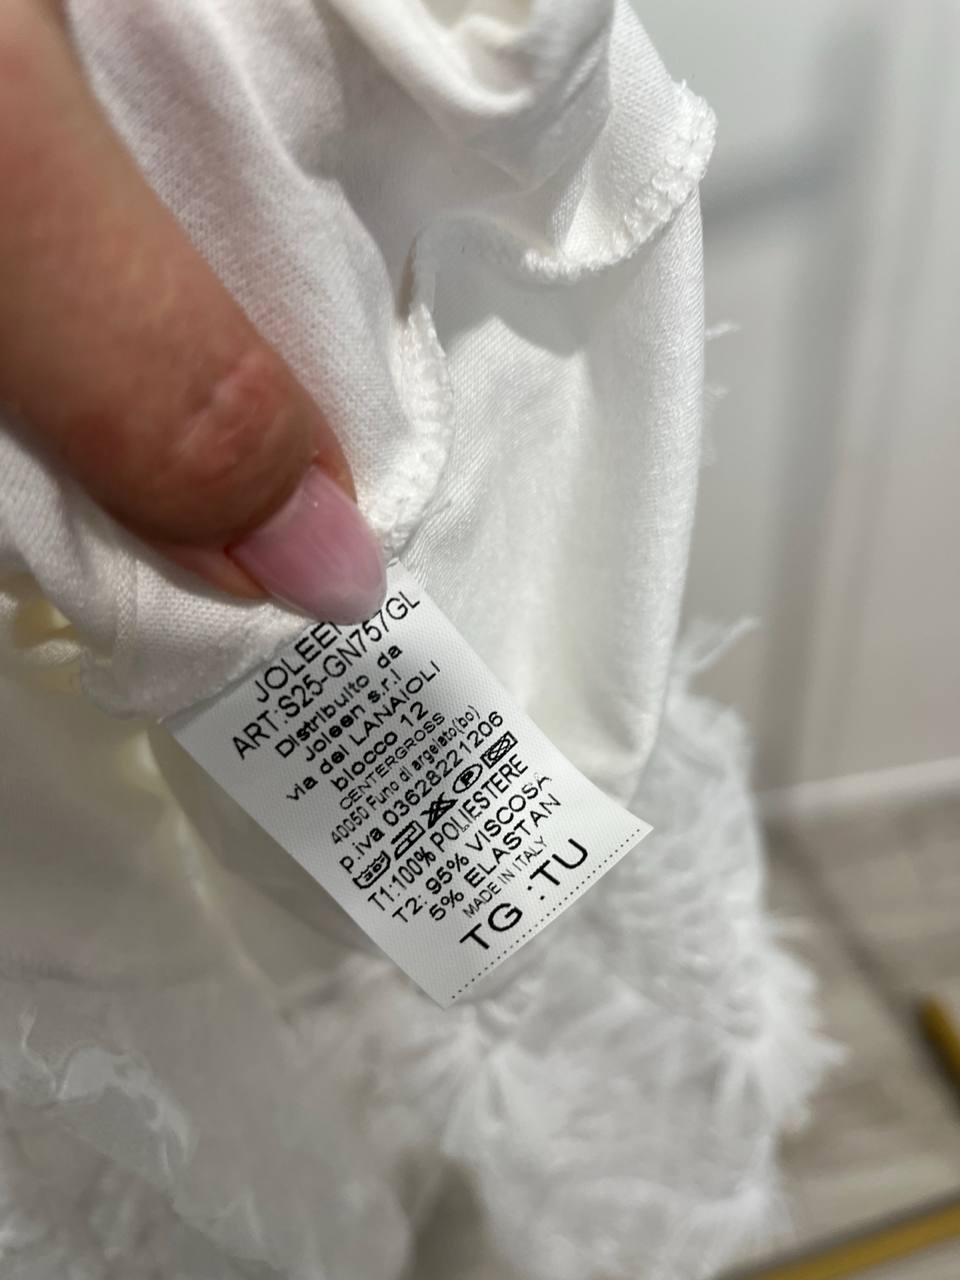 JOLEEN
ART:S25-GN757GL
Distribuito da
Joleen s.r.l
via dei LANAIOLI
blocco 12
CENTERGROSS
40050 Funo di argelato(bo)
p.iva 03628221206
T1:100% POLIESTERE
T2: 95% VISCOSA
5% ELASTAN
MADE IN ITALY
TG :TU